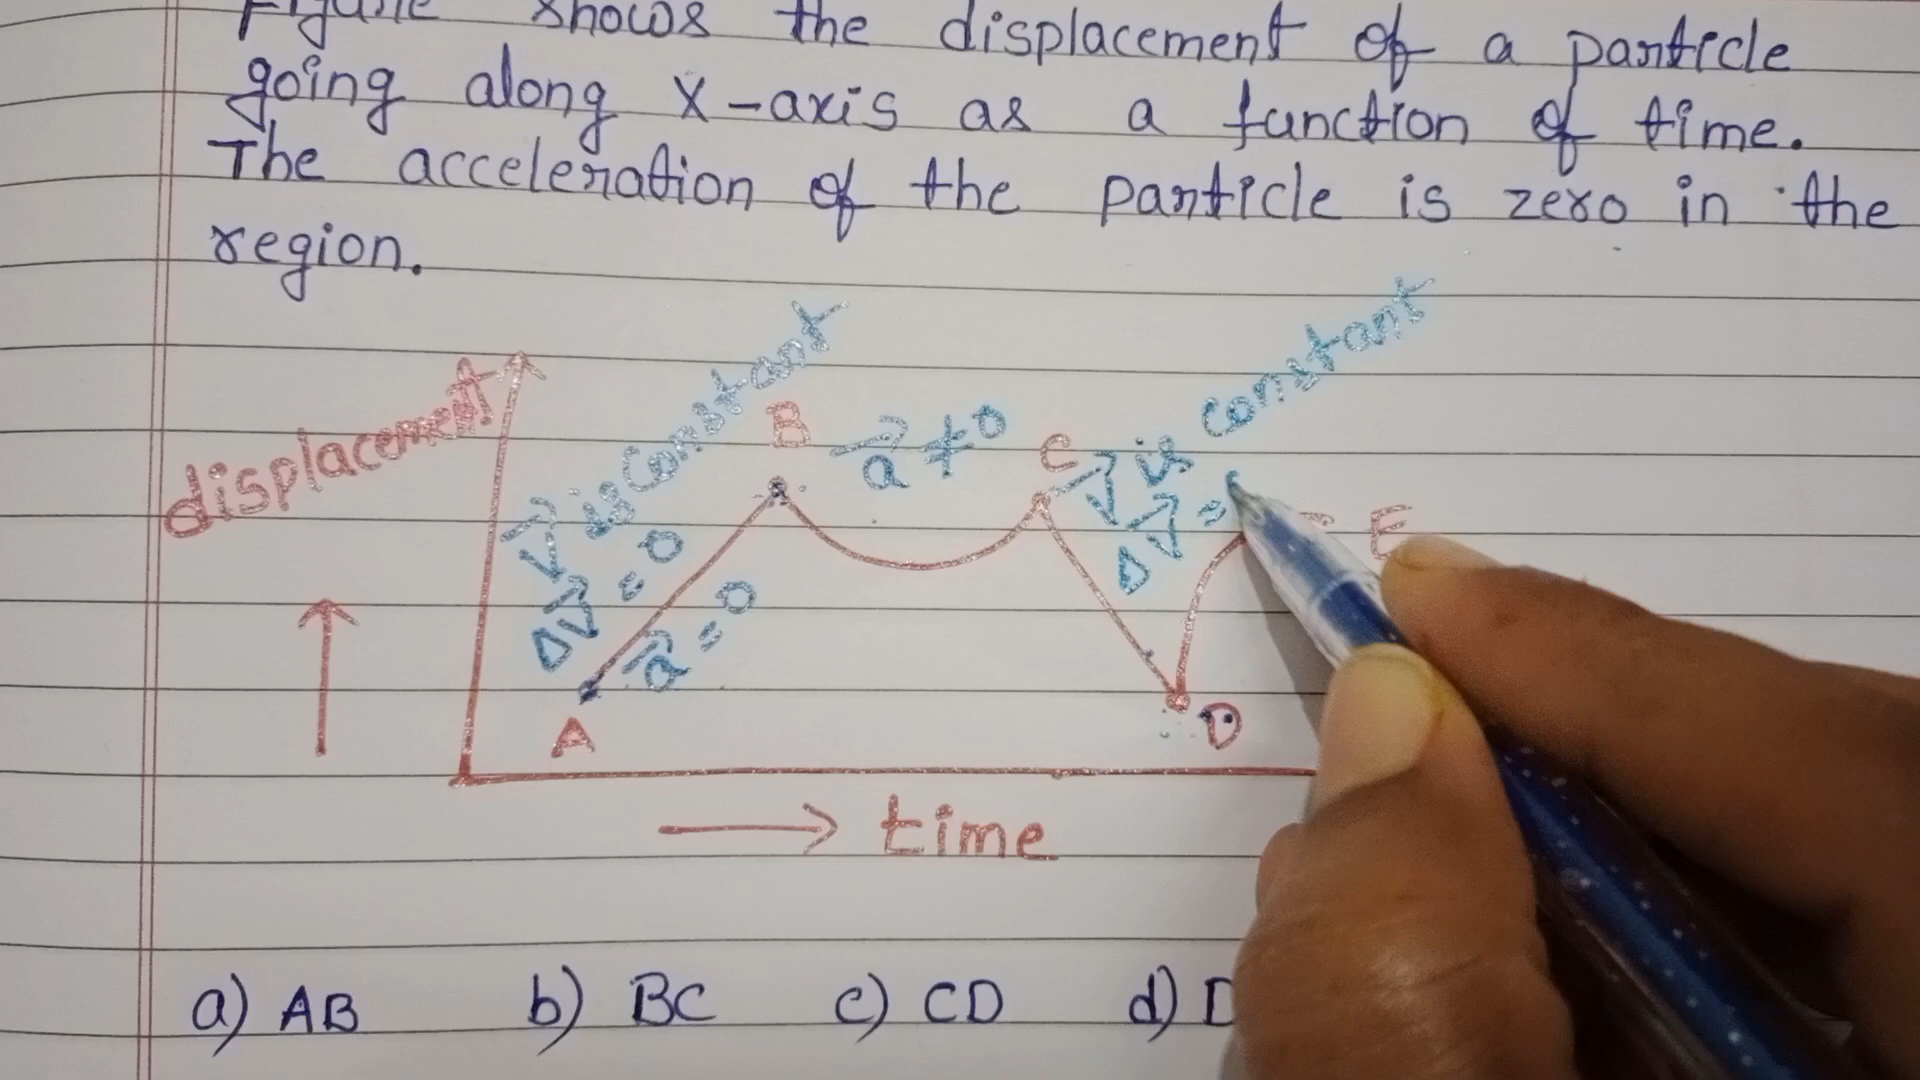 Figure shows the displacement of a particle
going along X-axis as a function of time.
The acceleration of the particle is zero in the
region.
displacement
V is constant
ΔV = 0
a = 0
A
B
a ≠ 0
C
V is constant
ΔV =
D
E
time
a) AB b) BC c) CD d) D